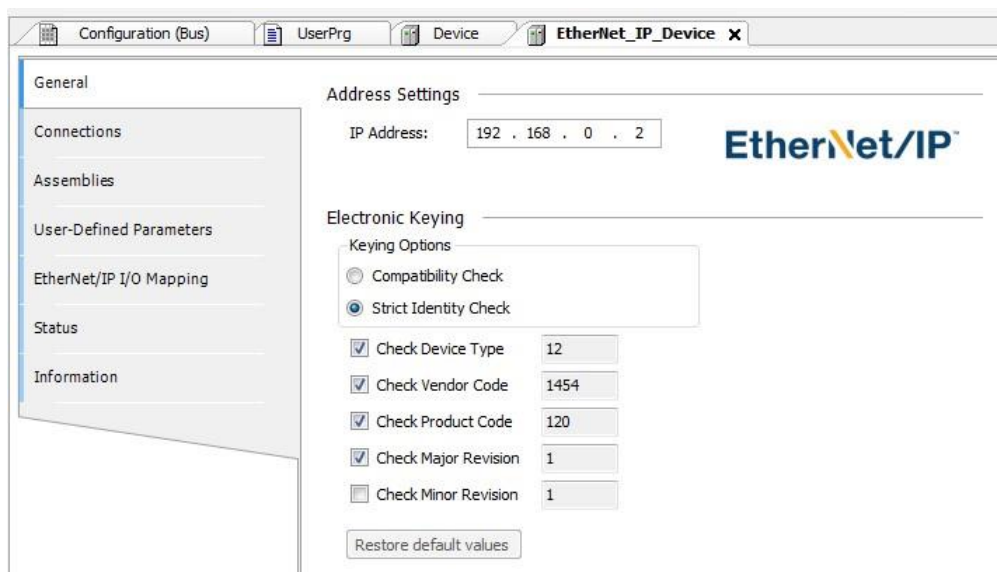 Configuration (Bus) UserPrg Device EtherNet_IP_Device x
General
Connections
Assemblies
User-Defined Parameters
EtherNet/IP I/O Mapping
Status
Information
Address Settings
IP Address: 192 . 168 . 0 . 2
EtherNet/IP™
Electronic Keying
Keying Options
Compatibility Check
Strict Identity Check
Check Device Type 12
Check Vendor Code 1454
Check Product Code 120
Check Major Revision 1
Check Minor Revision 1
Restore default values